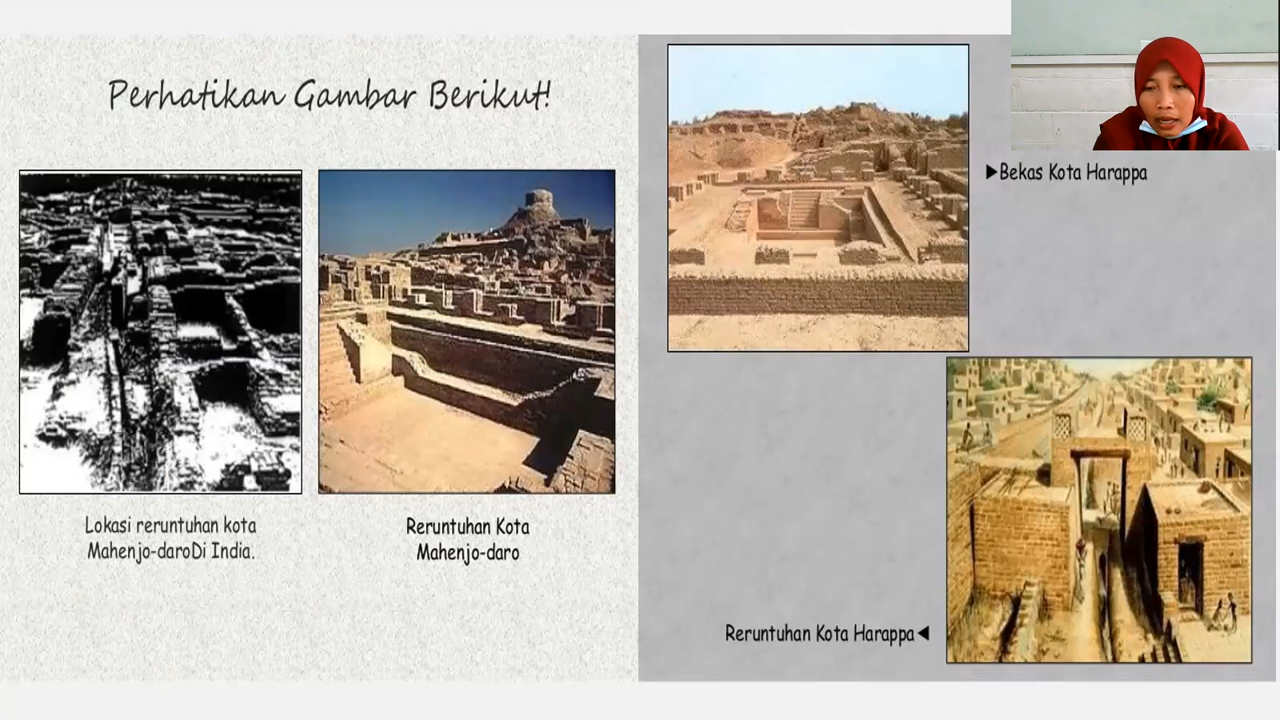 Perhatikan Gambar Berikut!
Lokasi reruntuhan kota
Mahenjo-daroDi India.
Reruntuhan Kota
Mahenjo-daro
▶Bekas Kota Harappa
Reruntuhan Kota Harappa◀